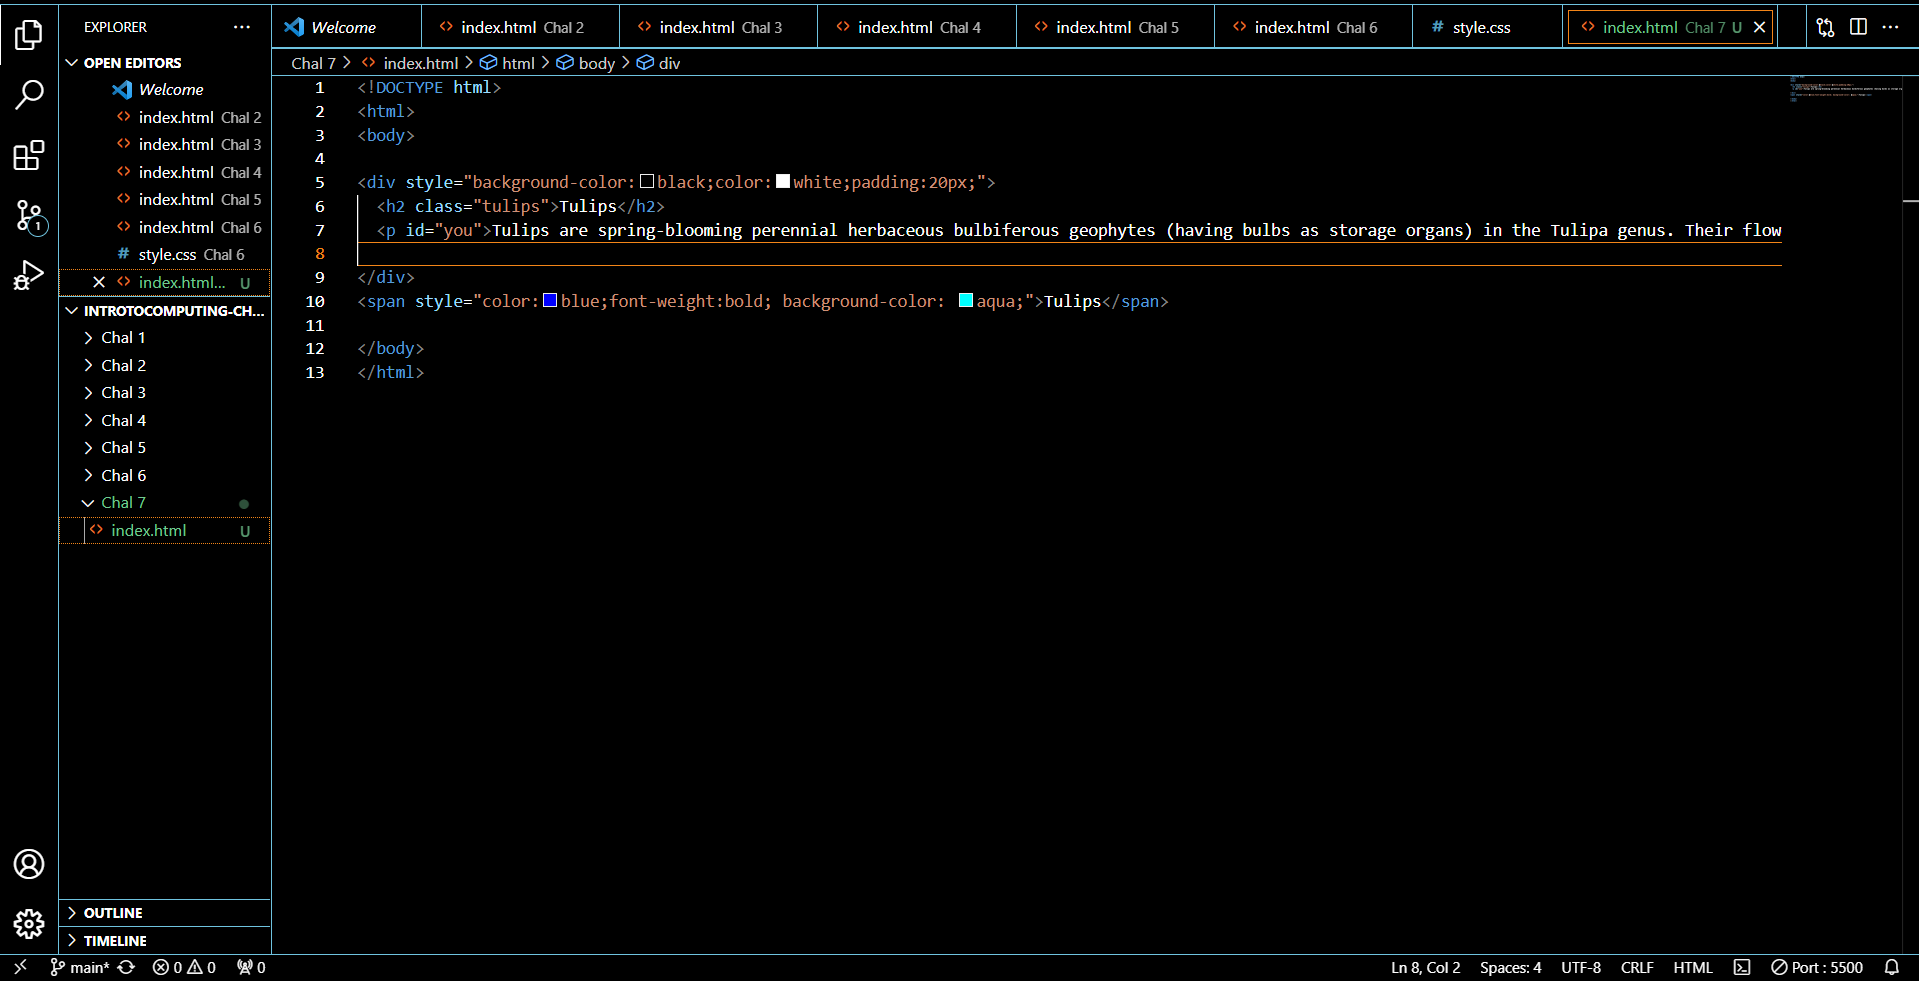 EXPLORER
OPEN EDITORS
Welcome
index.html Chal 2
index.html Chal 3
index.html Chal 4
index.html Chal 5
index.html Chal 6
style.css Chal 6
index.html... U
INTROTOCOMPUTING-CH...
Chal 1
Chal 2
Chal 3
Chal 4
Chal 5
Chal 6
Chal 7
index.html U
OUTLINE
TIMELINE
Welcome index.html Chal 2 index.html Chal 3 index.html Chal 4 index.html Chal 5 index.html Chal 6 # style.css index.html Chal 7 U
Chal 7 > index.html > html > body > div
1 <!DOCTYPE html>
2 <html>
3 <body>
4
5 <div style="background-color:black;color:white;padding:20px;">
6 <h2 class="tulips">Tulips</h2>
7 <p id="you">Tulips are spring-blooming perennial herbaceous bulbiferous geophytes (having bulbs as storage organs) in the Tulipa genus. Their flow
8
9 </div>
10 <span style="color:blue;font-weight:bold; background-color: aqua;">Tulips</span>
11
12 </body>
13 </html>
1
main* 0 0 0 Ln 8, Col 2 Spaces: 4 UTF-8 CRLF HTML Port : 5500